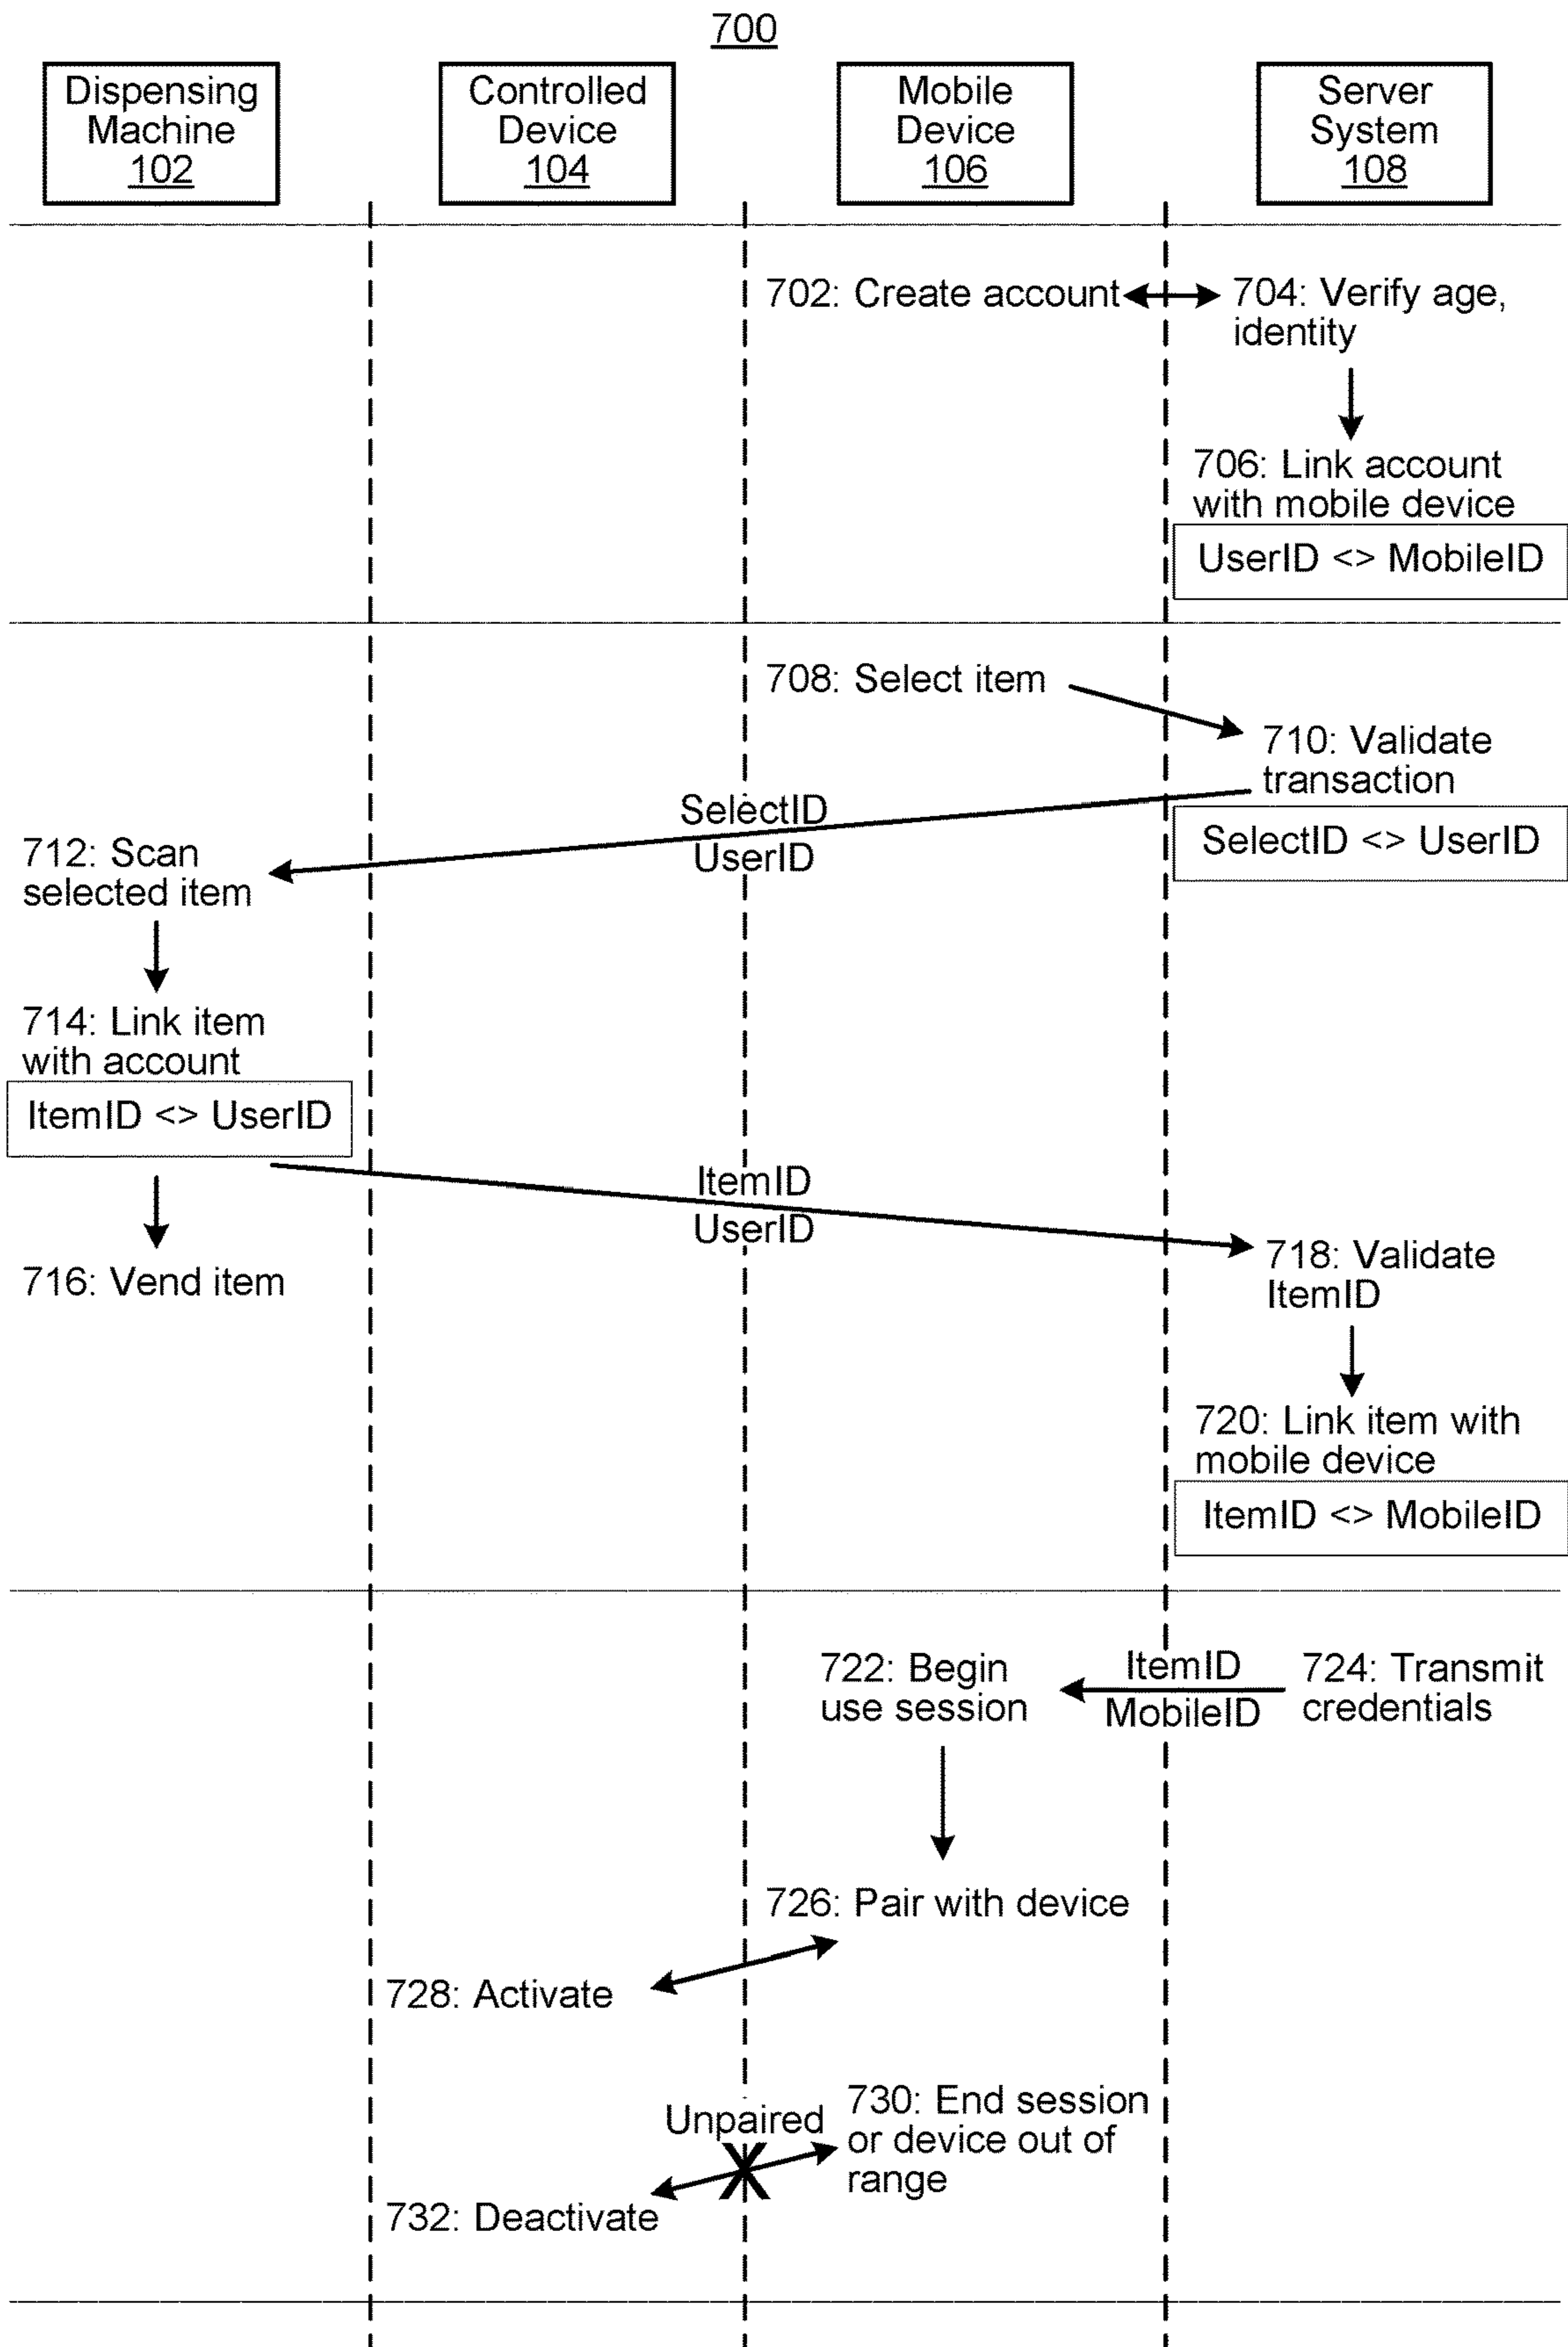 700
Dispensing
Machine
102
Controlled
Device
104
Mobile
Device
106
Server
System
108
702: Create account
704: Verify age,
identity
706: Link account
with mobile device
UserID <> MobileID
708: Select item
710: Validate
transaction
SelectID <> UserID
SelectID
UserID
712: Scan
selected item
714: Link item
with account
ItemID <> UserID
ItemID
UserID
716: Vend item
718: Validate
ItemID
720: Link item with
mobile device
ItemID <> MobileID
722: Begin
use session
ItemID
MobileID
724: Transmit
credentials
726: Pair with device
728: Activate
Unpaired
X
730: End session
or device out of
range
732: Deactivate